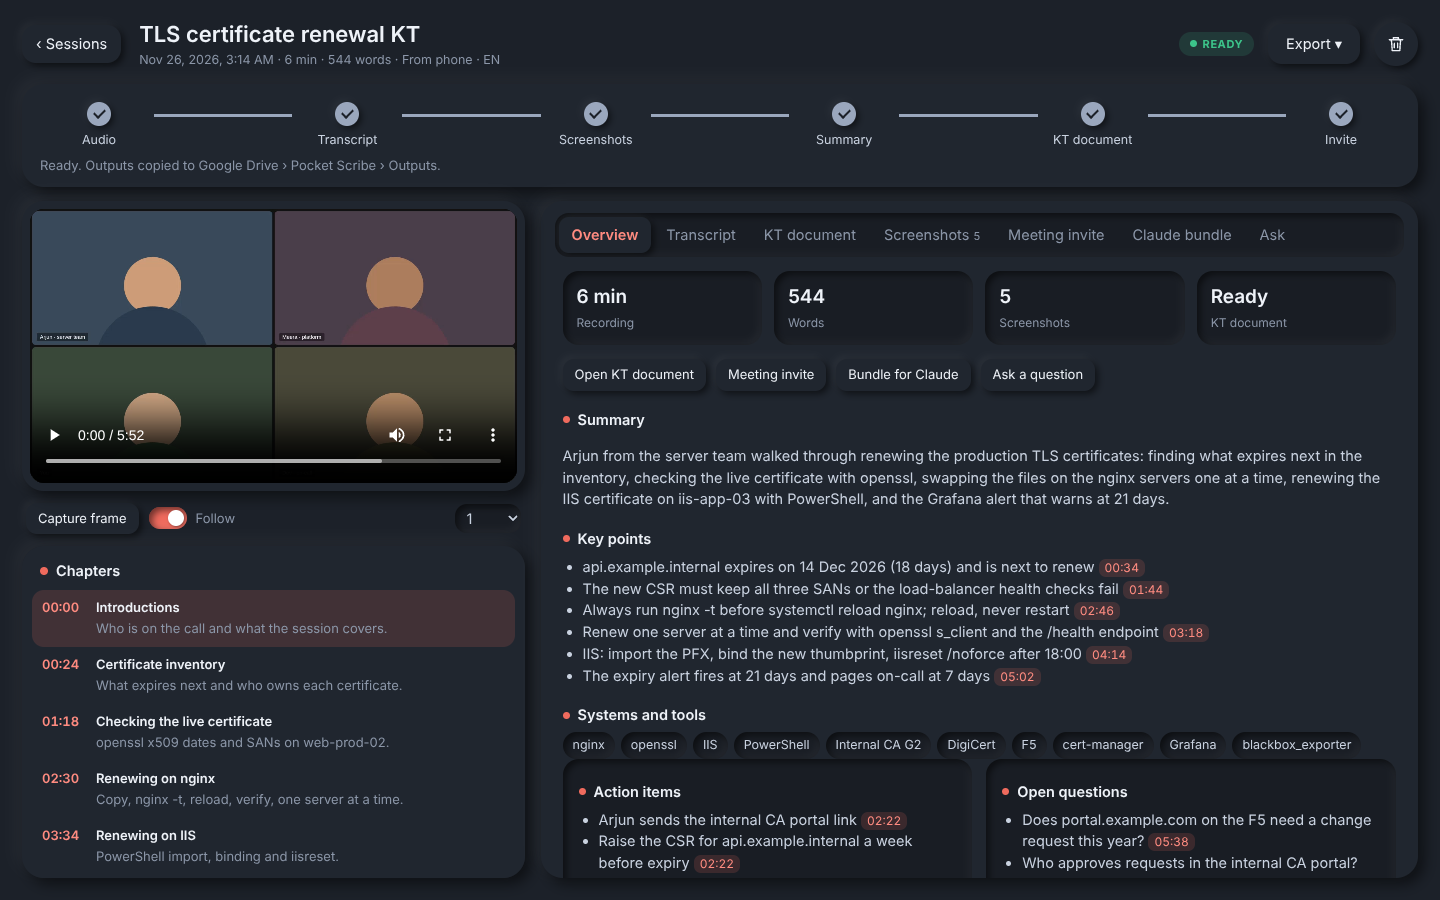 ‹ Sessions
TLS certificate renewal KT
Nov 26, 2026, 3:14 AM · 6 min · 544 words · From phone · EN
READY
Export ▾
Audio
Transcript
Screenshots
Summary
KT document
Invite
Ready. Outputs copied to Google Drive › Pocket Scribe › Outputs.
Arjun - server team
Meera - platform
0:00 / 5:52
Capture frame
Follow
1
Chapters
00:00 Introductions
Who is on the call and what the session covers.
00:24 Certificate inventory
What expires next and who owns each certificate.
01:18 Checking the live certificate
openssl x509 dates and SANs on web-prod-02.
02:30 Renewing on nginx
Copy, nginx -t, reload, verify, one server at a time.
03:34 Renewing on IIS
PowerShell import, binding and iisreset.
Overview
Transcript
KT document
Screenshots 5
Meeting invite
Claude bundle
Ask
6 min
Recording
544
Words
5
Screenshots
Ready
KT document
Open KT document
Meeting invite
Bundle for Claude
Ask a question
Summary
Arjun from the server team walked through renewing the production TLS certificates: finding what expires next in the
inventory, checking the live certificate with openssl, swapping the files on the nginx servers one at a time, renewing the
IIS certificate on iis-app-03 with PowerShell, and the Grafana alert that warns at 21 days.
Key points
api.example.internal expires on 14 Dec 2026 (18 days) and is next to renew 00:34
The new CSR must keep all three SANs or the load-balancer health checks fail 01:44
Always run nginx -t before systemctl reload nginx; reload, never restart 02:46
Renew one server at a time and verify with openssl s_client and the /health endpoint 03:18
IIS: import the PFX, bind the new thumbprint, iisreset /noforce after 18:00 04:14
The expiry alert fires at 21 days and pages on-call at 7 days 05:02
Systems and tools
nginx
openssl
IIS
PowerShell
Internal CA G2
DigiCert
F5
cert-manager
Grafana
blackbox_exporter
Action items
Arjun sends the internal CA portal link 02:22
Raise the CSR for api.example.internal a week
before expiry 02:22
Open questions
Does portal.example.com on the F5 need a change
request this year? 05:38
Who approves requests in the internal CA portal?